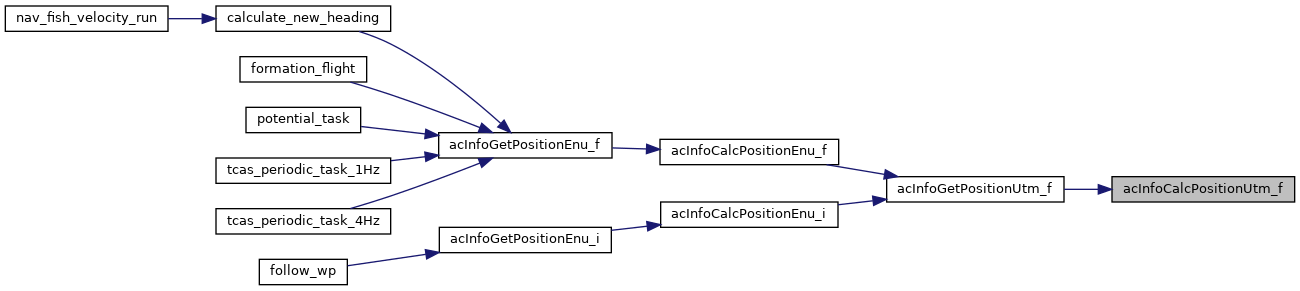 nav_fish_velocity_run
calculate_new_heading
formation_flight
potential_task
tcas_periodic_task_1Hz
tcas_periodic_task_4Hz
follow_wp
acInfoGetPositionEnu_f
acInfoGetPositionEnu_i
acInfoCalcPositionEnu_f
acInfoCalcPositionEnu_i
acInfoGetPositionUtm_f
acInfoCalcPositionUtm_f